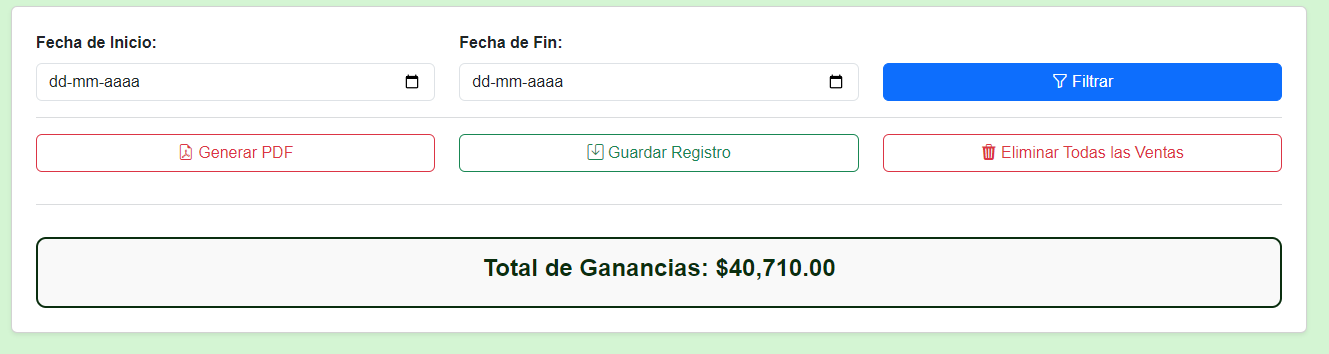 Fecha de Inicio:
Fecha de Fin:
dd-mm-aaaa
dd-mm-aaaa
Filtrar
Generar PDF
Guardar Registro
Eliminar Todas las Ventas
Total de Ganancias: $40,710.00